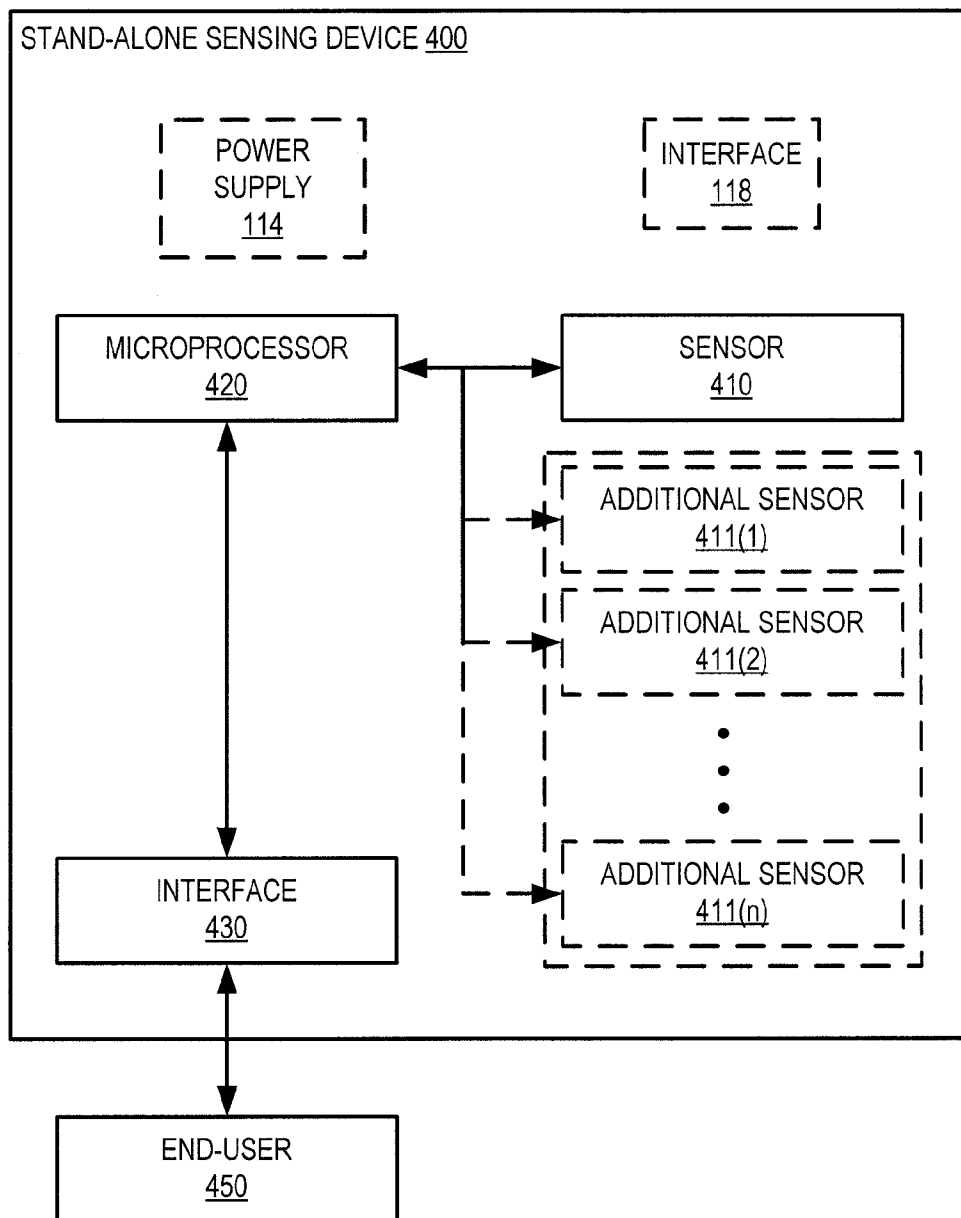 STAND-ALONE SENSING DEVICE 400
POWER
SUPPLY
114
INTERFACE
118
MICROPROCESSOR
420
SENSOR
410
ADDITIONAL SENSOR
411(1)
ADDITIONAL SENSOR
411(2)
ADDITIONAL SENSOR
411(n)
INTERFACE
430
END-USER
450